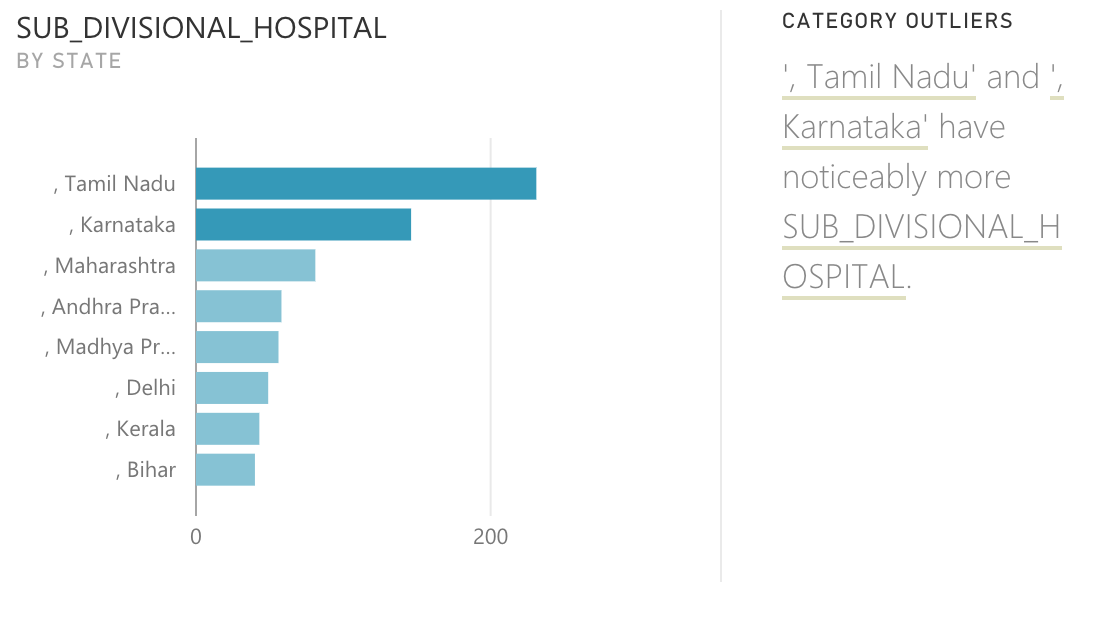 SUB_DIVISIONAL_HOSPITAL
BY STATE
, Tamil Nadu
, Karnataka
, Maharashtra
, Andhra Pra...
, Madhya Pr...
, Delhi
, Kerala
, Bihar
0
200
CATEGORY OUTLIERS
', Tamil Nadu' and ',
Karnataka' have
noticeably more
SUB_DIVISIONAL_H
OSPITAL.